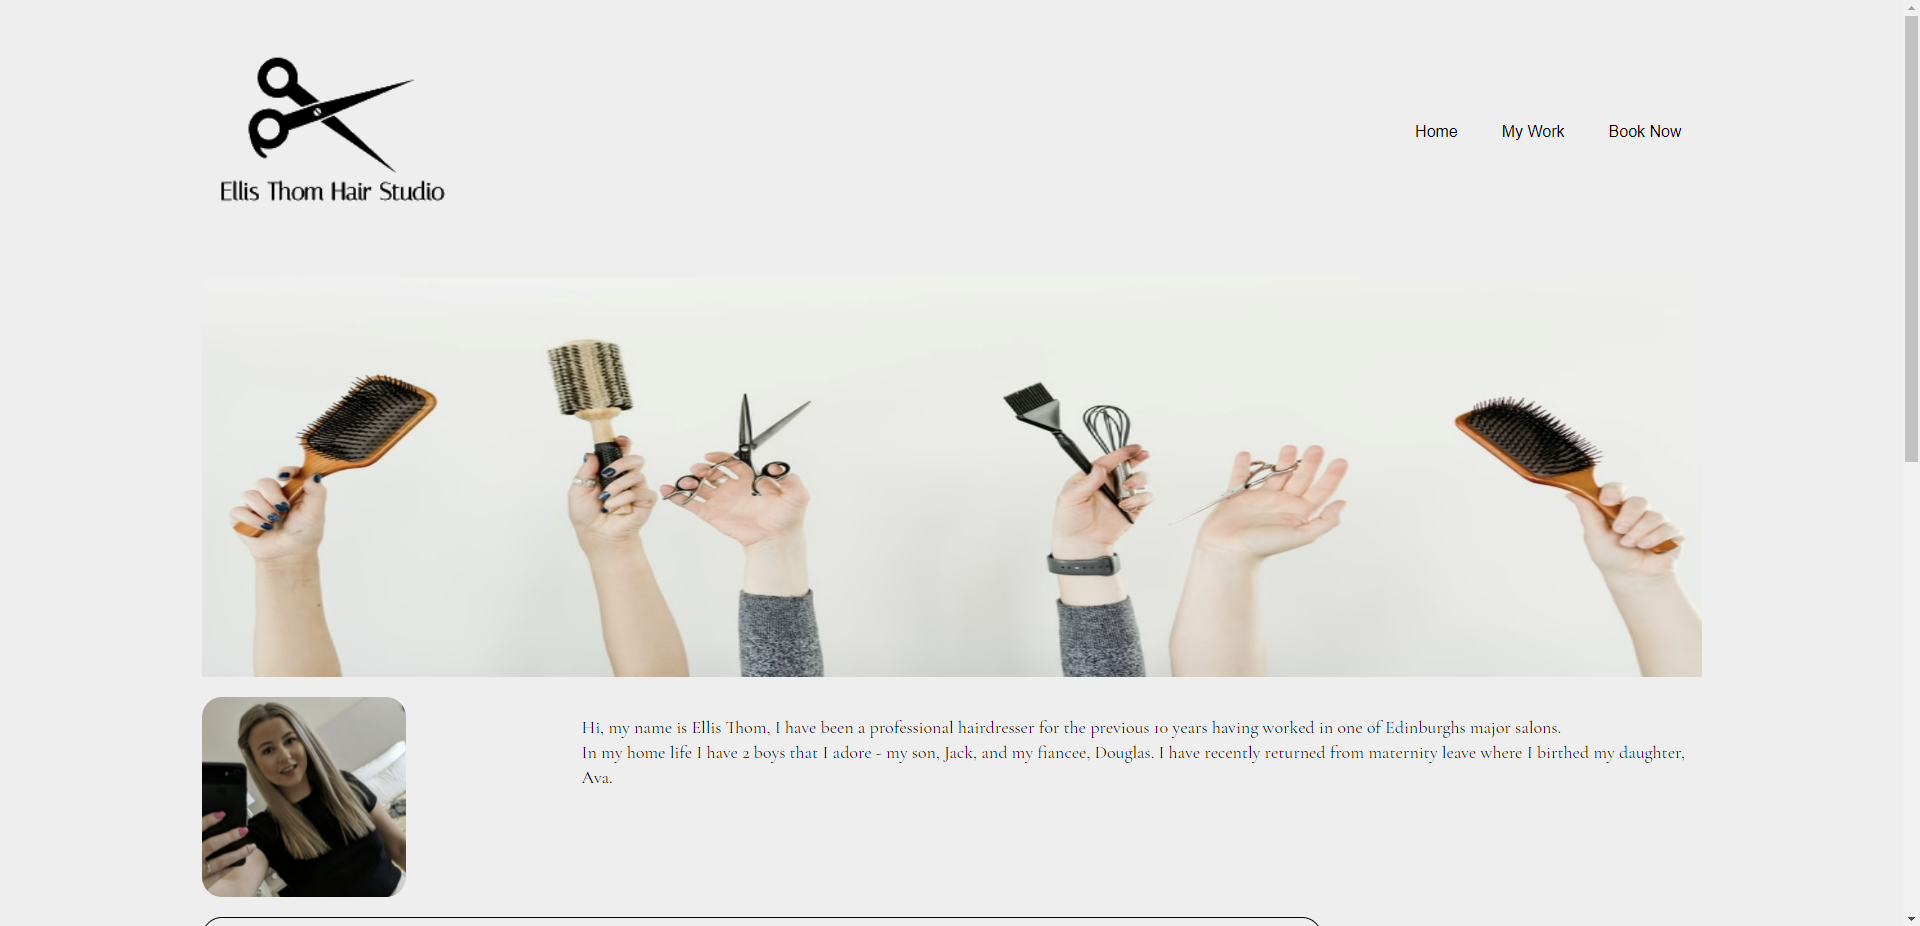 Ellis Thom Hair Studio
Home
My Work
Book Now
Hi, my name is Ellis Thom, I have been a professional hairdresser for the previous 10 years having worked in one of Edinburghs major salons.
In my home life I have 2 boys that I adore - my son, Jack, and my fiancee, Douglas. I have recently returned from maternity leave where I birthed my daughter,
Ava.